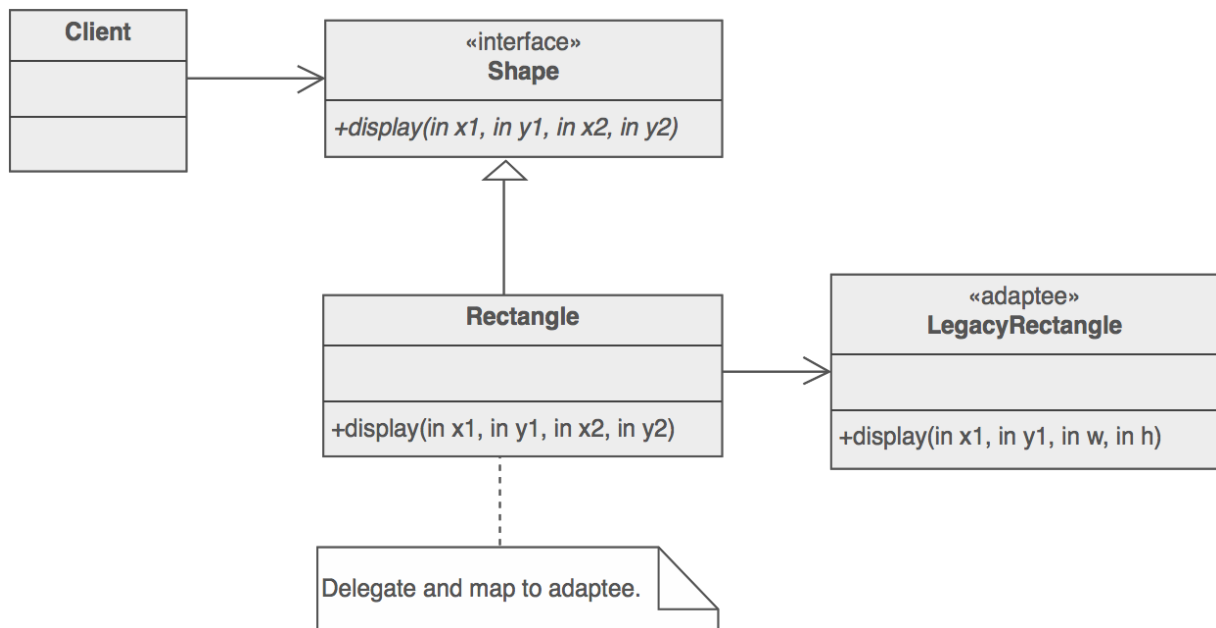 Client
«interface»
Shape
+display(in x1, in y1, in x2, in y2)
Rectangle
+display(in x1, in y1, in x2, in y2)
«adaptee»
LegacyRectangle
+display(in x1, in y1, in w, in h)
Delegate and map to adaptee.